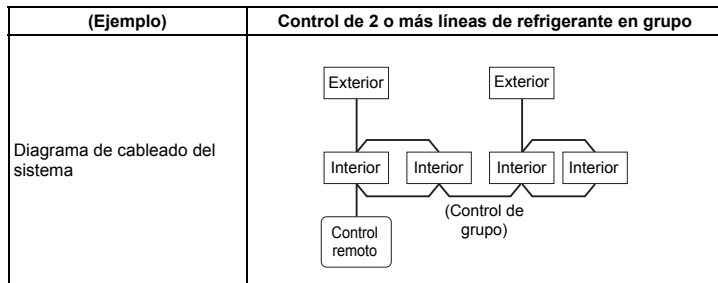 (Ejemplo)
Control de 2 o más líneas de refrigerante en grupo
Diagrama de cableado del
sistema
Exterior
Exterior
Interior
Interior
Interior
Interior
(Control de
grupo)
Control
remoto